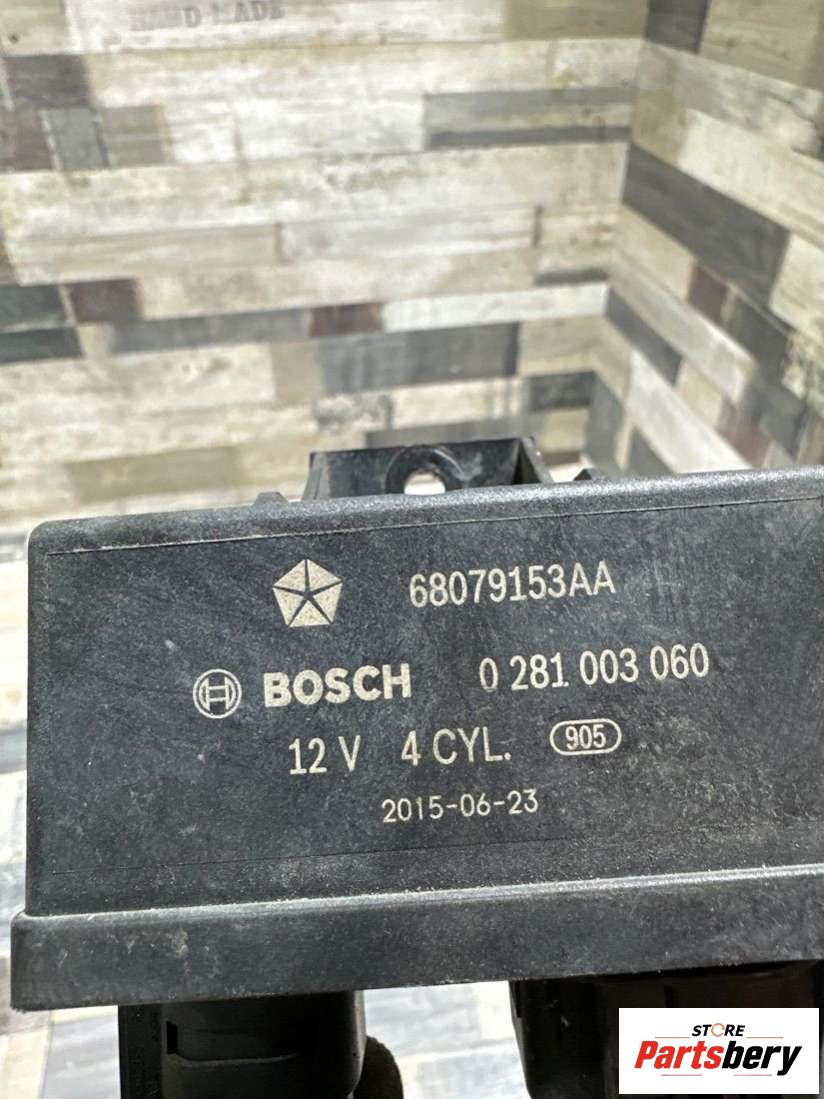 HAND MADE
68079153AA
BOSCH 0 281 003 060
12 V 4 CYL. 905
2015-06-23
STORE
Partsbery